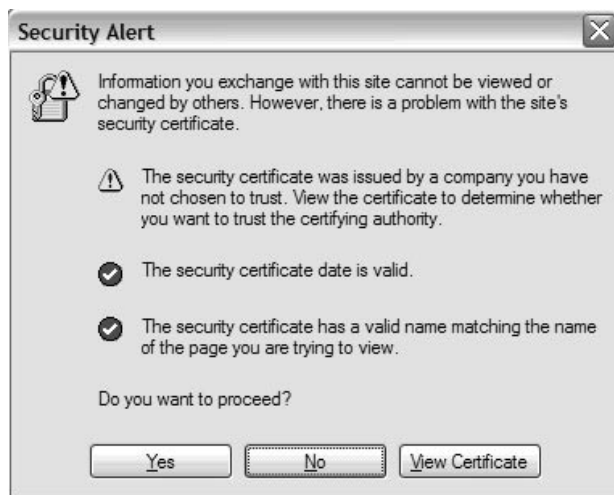 Security Alert
Information you exchange with this site cannot be viewed or
changed by others. However, there is a problem with the site's
security certificate.
The security certificate was issued by a company you have
not chosen to trust. View the certificate to determine whether
you want to trust the certifying authority.
The security certificate date is valid.
The security certificate has a valid name matching the name
of the page you are trying to view.
Do you want to proceed?
Yes No View Certificate